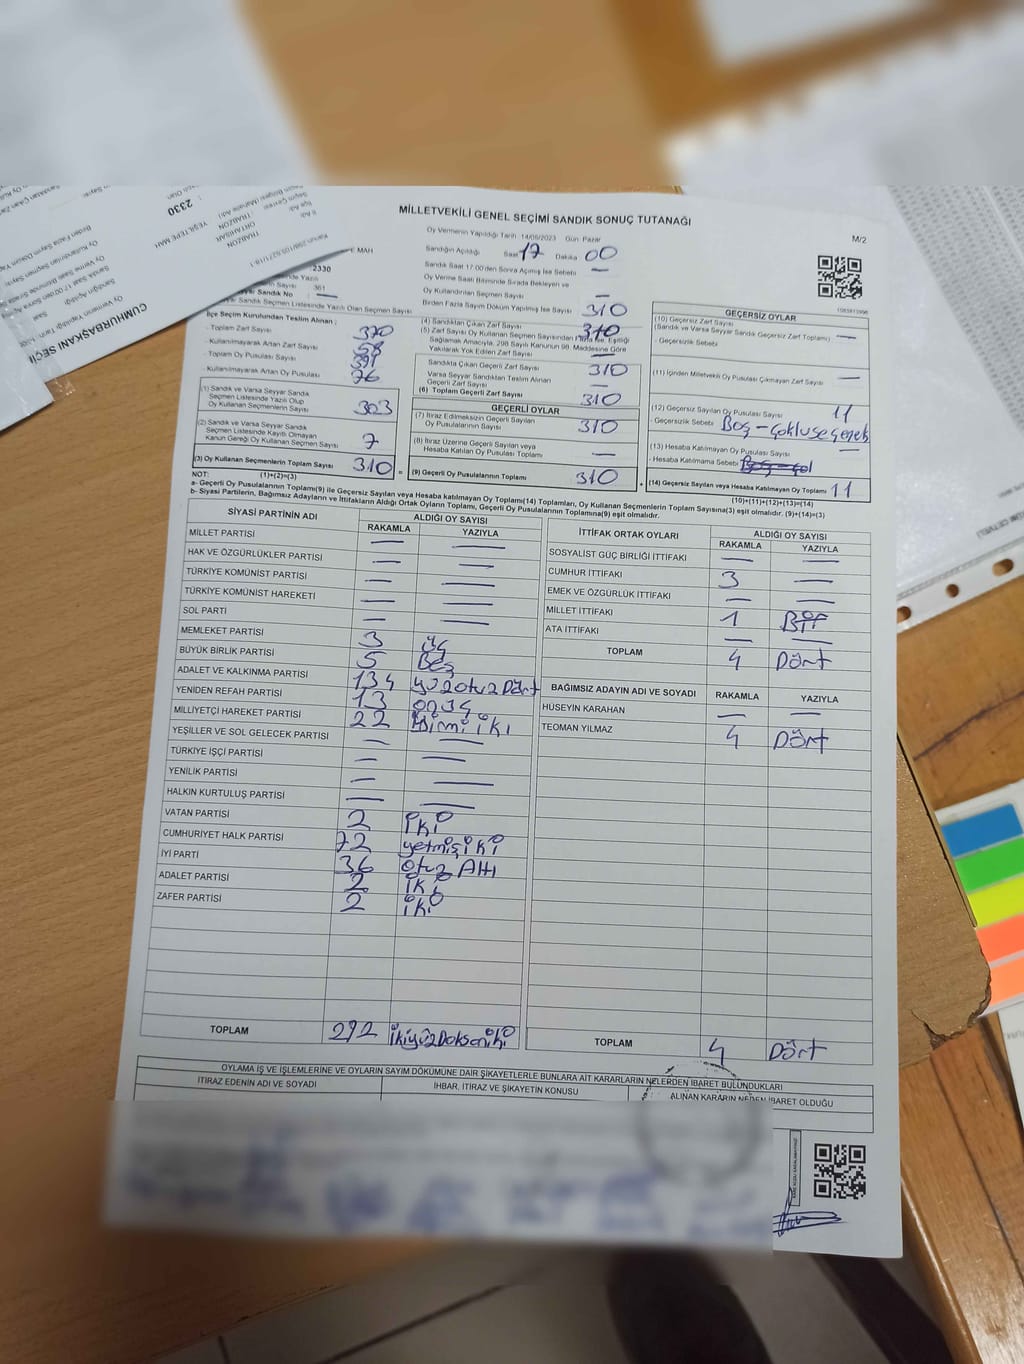 MİLLETVEKİLİ GENEL SEÇİMİ SANDIK SONUÇ TUTANAĞI
M/2
Oy Vermenin Yapıldığı Tarih 14/05/2023 Gün Pazar
Sandığın Açıldığı Saat 17 Dakika 00
Sandık Saat 17.00'den Sonra Açılmış İse Sebebi —
Oy Verme Saati Bitiminde Sırada Bekleyen ve
Oy Kullandırılan Seçmen Sayısı —
Birden Fazla Sayım Döküm Yapılmış İse Sayısı 310
CUMHURBAŞKANI SEÇİ
TRABZON
ORTAHİSAR
YEŞİLTEPE MAH
2330
E MAH
2330
361
Sandık No —
Sandık Seçmen Listesinde Yazılı Olan Seçmen Sayısı
İlçe Seçim Kurulundan Teslim Alınan ;
- Toplam Zarf Sayısı 370
- Kullanılmayarak Artan Zarf Sayısı
- Toplam Oy Pusulası Sayısı
- Kullanılmayarak Artan Oy Pusulası 76
(1) Sandık ve Varsa Seyyar Sandık
Seçmen Listesinde Yazılı Olup
Oy Kullanan Seçmenlerin Sayısı 303
(2) Sandık ve Varsa Seyyar Sandık
Seçmen Listesinde Kayıtlı Olmayan
Kanun Gereği Oy Kullanan Seçmen Sayısı 7
(3) Oy Kullanan Seçmenlerin Toplam Sayısı 310
(4) Sandıktan Çıkan Zarf Sayısı 310
(5) Zarf Sayısı Oy Kullanan Seçmen Sayısından Fazla İse, Eşitliği
Sağlamak Amacıyla, 298 Sayılı Kanunun 98. Maddesine Göre
Yakılarak Yok Edilen Zarf Sayısı —
Sandıkta Çıkan Geçerli Zarf Sayısı 310
Varsa Seyyar Sandıktan Teslim Alınan
Geçerli Zarf Sayısı —
(6) Toplam Geçerli Zarf Sayısı 310
GEÇERLİ OYLAR
(7) İtiraz Edilmeksizin Geçerli Sayılan
Oy Pusulalarının Sayısı 310
(8) İtiraz Üzerine Geçerli Sayılan veya
Hesaba Katılan Oy Pusulası Toplamı —
(9) Geçerli Oy Pusulalarının Toplamı 310
GEÇERSİZ OYLAR
(10) Geçersiz Zarf Sayısı
(Sandık ve Varsa Seyyar Sandık Geçersiz Zarf Toplamı) —
- Geçersizlik Sebebi
(11) İçinden Milletvekili Oy Pusulası Çıkmayan Zarf Sayısı —
(12) Geçersiz Sayılan Oy Pusulası Sayısı 11
- Geçersizlik Sebebi Boş-
(13) Hesaba Katılmayan Oy Pusulası Sayısı —
- Hesaba Katılmama Sebebi
(14) Geçersiz Sayılan veya Hesaba Katılmayan Oy Toplamı 11
NOT: (1)+(2)=(3)
(10)+(11)+(12)+(13)=(14)
a- Geçerli Oy Pusulalarının Toplamı(9) ile Geçersiz Sayılan veya Hesaba katılmayan Oy Toplamı(14) Toplamları, Oy Kullanan Seçmenlerin Toplam Sayısına(3) eşit olmalıdır. (9)+(14)=(3)
b- Siyasi Partilerin, Bağımsız Adayların ve İttifakların Aldığı Ortak Oyların Toplamı, Geçerli Oy Pusulalarının Toplamına(9) eşit olmalıdır.
SİYASİ PARTİNİN ADI ALDIĞI OY SAYISI
RAKAMLA YAZIYLA
MİLLET PARTİSİ — —
HAK VE ÖZGÜRLÜKLER PARTİSİ — —
TÜRKİYE KOMÜNİST PARTİSİ — —
TÜRKİYE KOMÜNİST HAREKETİ — —
SOL PARTİ — —
MEMLEKET PARTİSİ 3 üç
BÜYÜK BİRLİK PARTİSİ 5 Beş
ADALET VE KALKINMA PARTİSİ 134 yüzotuzDört
YENİDEN REFAH PARTİSİ 13 onüç
MİLLİYETÇİ HAREKET PARTİSİ 22 Yirmi iki
YEŞİLLER VE SOL GELECEK PARTİSİ — —
TÜRKİYE İŞÇİ PARTİSİ — —
YENİLİK PARTİSİ — —
HALKIN KURTULUŞ PARTİSİ — —
VATAN PARTİSİ 2 iki
CUMHURİYET HALK PARTİSİ 72 yetmiş iki
İYİ PARTİ 36 otuz Altı
ADALET PARTİSİ 2 iki
ZAFER PARTİSİ 2 iki
TOPLAM 292 ikiyüzDoksaniki
İTTİFAK ORTAK OYLARI ALDIĞI OY SAYISI
RAKAMLA YAZIYLA
SOSYALİST GÜÇ BİRLİĞİ İTTİFAKI — —
CUMHUR İTTİFAKI 3 —
EMEK VE ÖZGÜRLÜK İTTİFAKI — —
MİLLET İTTİFAKI 1 Bir
ATA İTTİFAKI — —
TOPLAM 4 Dört
BAĞIMSIZ ADAYIN ADI VE SOYADI RAKAMLA YAZIYLA
HÜSEYİN KARAHAN — —
TEOMAN YILMAZ 4 Dört
TOPLAM 4 Dört
OYLAMA İŞ VE İŞLEMLERİNE VE OYLARIN SAYIM DÖKÜMÜNE DAİR ŞİKAYETLERLE BUNLARA AİT KARARLARIN NELERDEN İBARET BULUNDUKLARI
İTİRAZ EDENİN ADI VE SOYADI İHBAR, İTİRAZ VE ŞİKAYETİN KONUSU ALINAN KARARIN NEDEN İBARET OLDUĞU